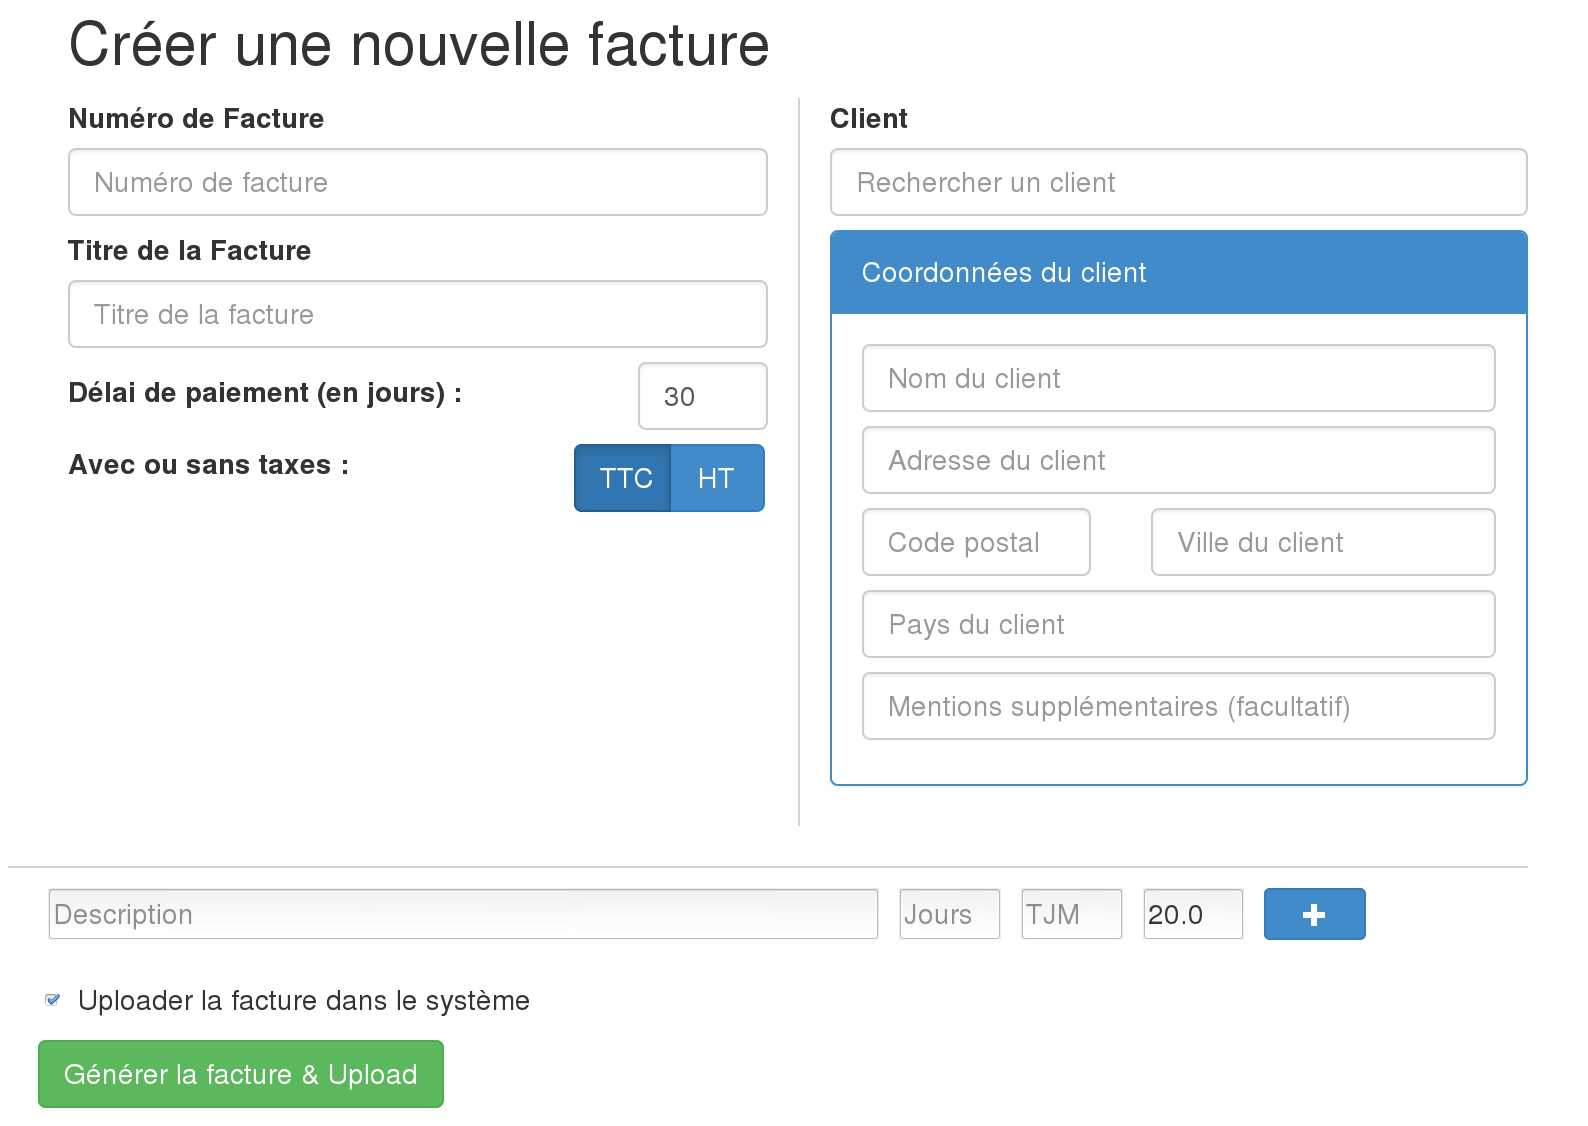 Créer une nouvelle facture
Numéro de Facture
Numéro de facture
Titre de la Facture
Titre de la facture
Délai de paiement (en jours) :
30
Avec ou sans taxes :
TTC HT
Client
Rechercher un client
Coordonnées du client
Nom du client
Adresse du client
Code postal Ville du client
Pays du client
Mentions supplémentaires (facultatif)
Description Jours TJM 20.0 +
Uploader la facture dans le système
Générer la facture & Upload